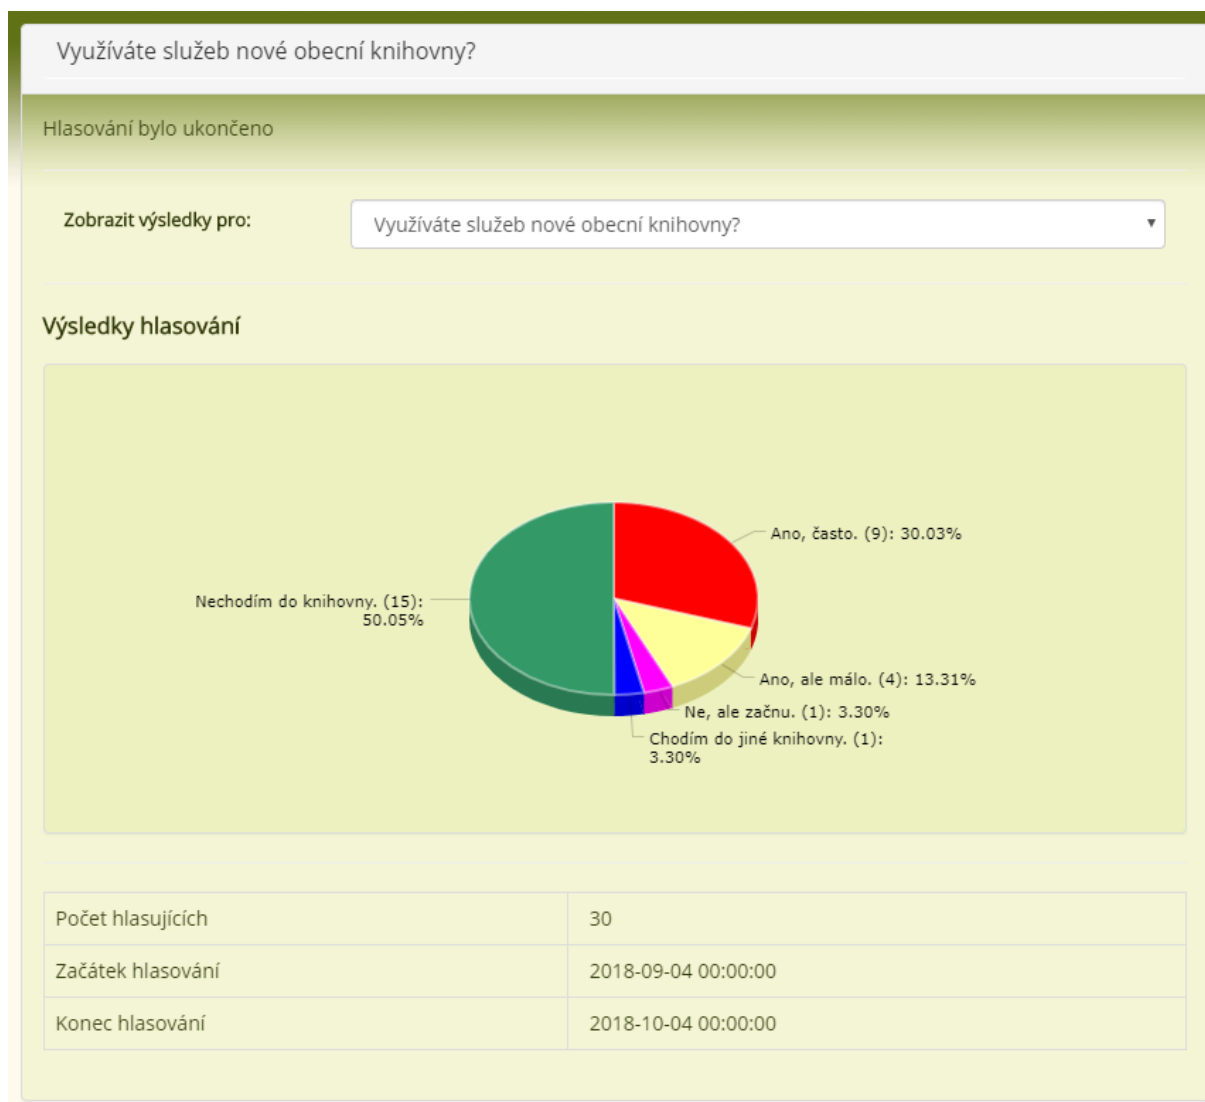 Využíváte služeb nové obecní knihovny?
Hlasování bylo ukončeno
Zobrazit výsledky pro:
Využíváte služeb nové obecní knihovny?
Výsledky hlasování
Ano, často. (9): 30.03%
Nechodím do knihovny. (15):
50.05%
Ano, ale málo. (4): 13.31%
Ne, ale začnu. (1): 3.30%
Chodím do jiné knihovny. (1):
3.30%
Počet hlasujících 30
Začátek hlasování 2018-09-04 00:00:00
Konec hlasování 2018-10-04 00:00:00